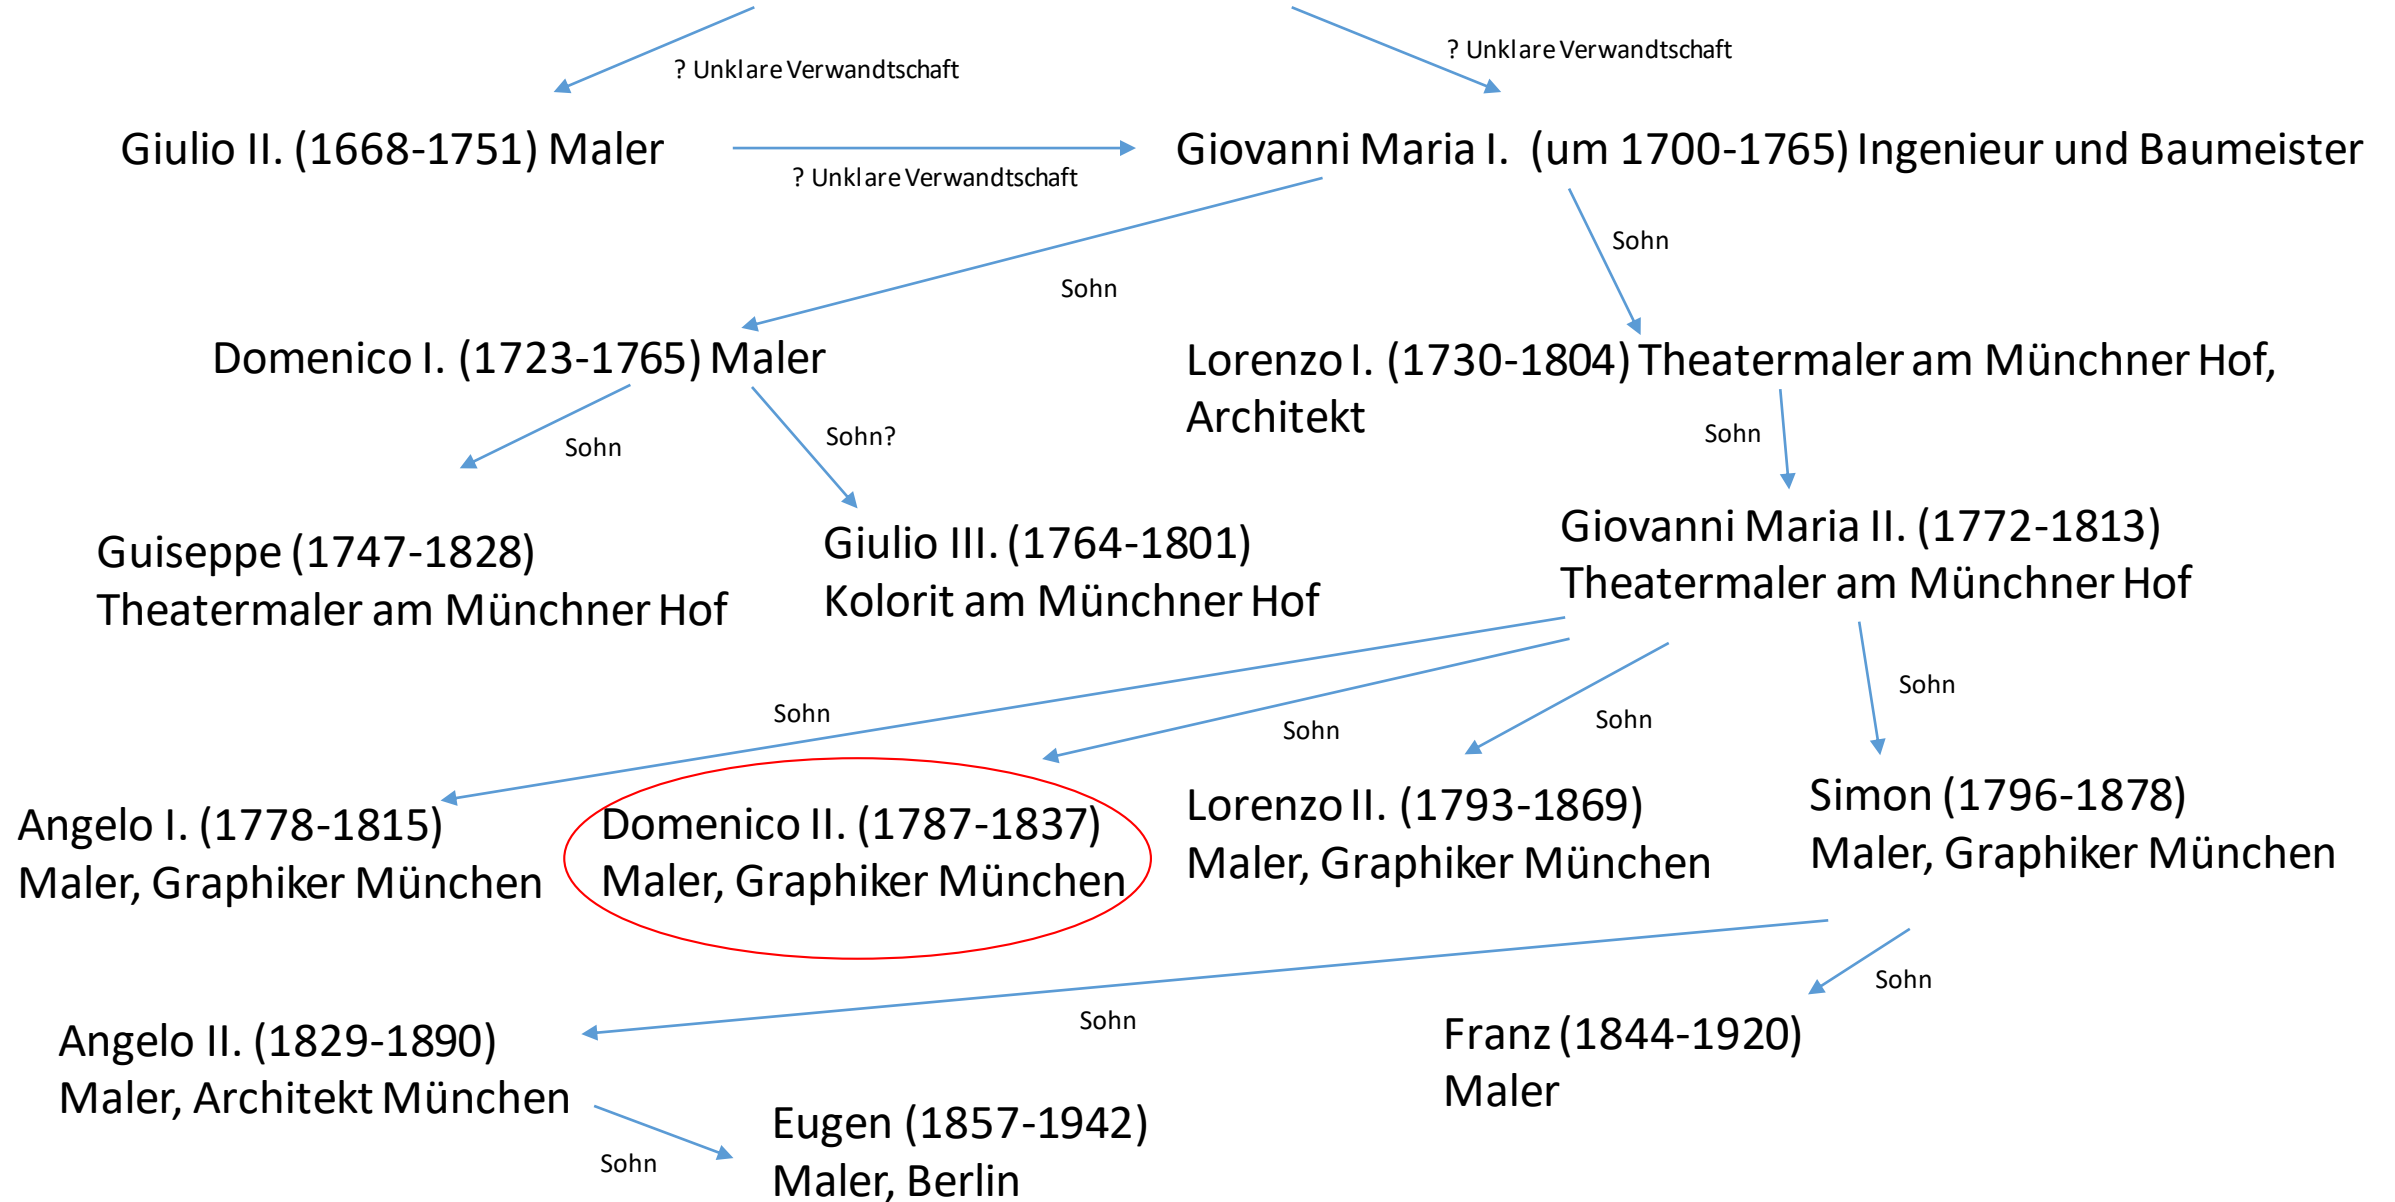 ? Unklare Verwandtschaft
? Unklare Verwandtschaft
Giulio II. (1668-1751) Maler
? Unklare Verwandtschaft
Giovanni Maria I. (um 1700-1765) Ingenieur und Baumeister
Sohn
Sohn
Domenico I. (1723-1765) Maler
Lorenzo I. (1730-1804) Theatermaler am Münchner Hof,
Architekt
Sohn
Sohn?
Sohn
Guiseppe (1747-1828)
Theatermaler am Münchner Hof
Giulio III. (1764-1801)
Kolorit am Münchner Hof
Giovanni Maria II. (1772-1813)
Theatermaler am Münchner Hof
Sohn
Sohn
Sohn
Sohn
Angelo I. (1778-1815)
Maler, Graphiker München
Domenico II. (1787-1837)
Maler, Graphiker München
Lorenzo II. (1793-1869)
Maler, Graphiker München
Simon (1796-1878)
Maler, Graphiker München
Sohn
Sohn
Angelo II. (1829-1890)
Maler, Architekt München
Franz (1844-1920)
Maler
Sohn
Eugen (1857-1942)
Maler, Berlin